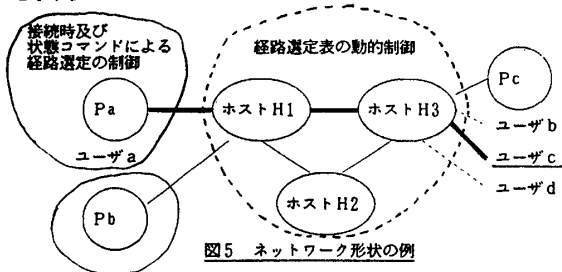 接続時及び
状態コマンドによる
経路選定の制御
経路選定表の動的制御
Pc
Pa
ホストH1
ホストH3
ユーザb
ユーザa
ユーザc
ユーザd
Pb
ホストH2
図5 ネットワーク形状の例